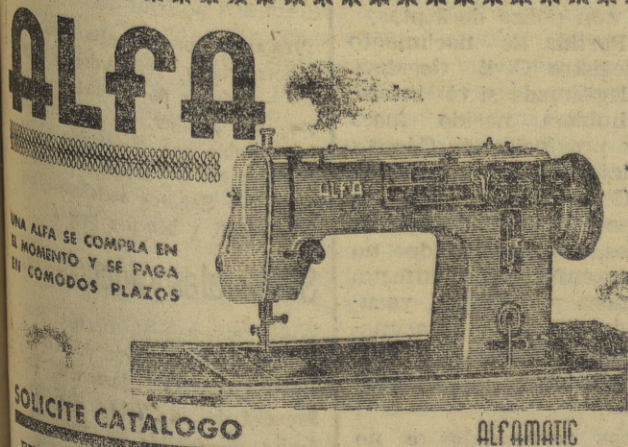 ALFA
ALFA
UNA ALFA SE COMPRA EN
EL MOMENTO Y SE PAGA
EN COMODOS PLAZOS
SOLICITE CATALOGO
ALFAMATIC